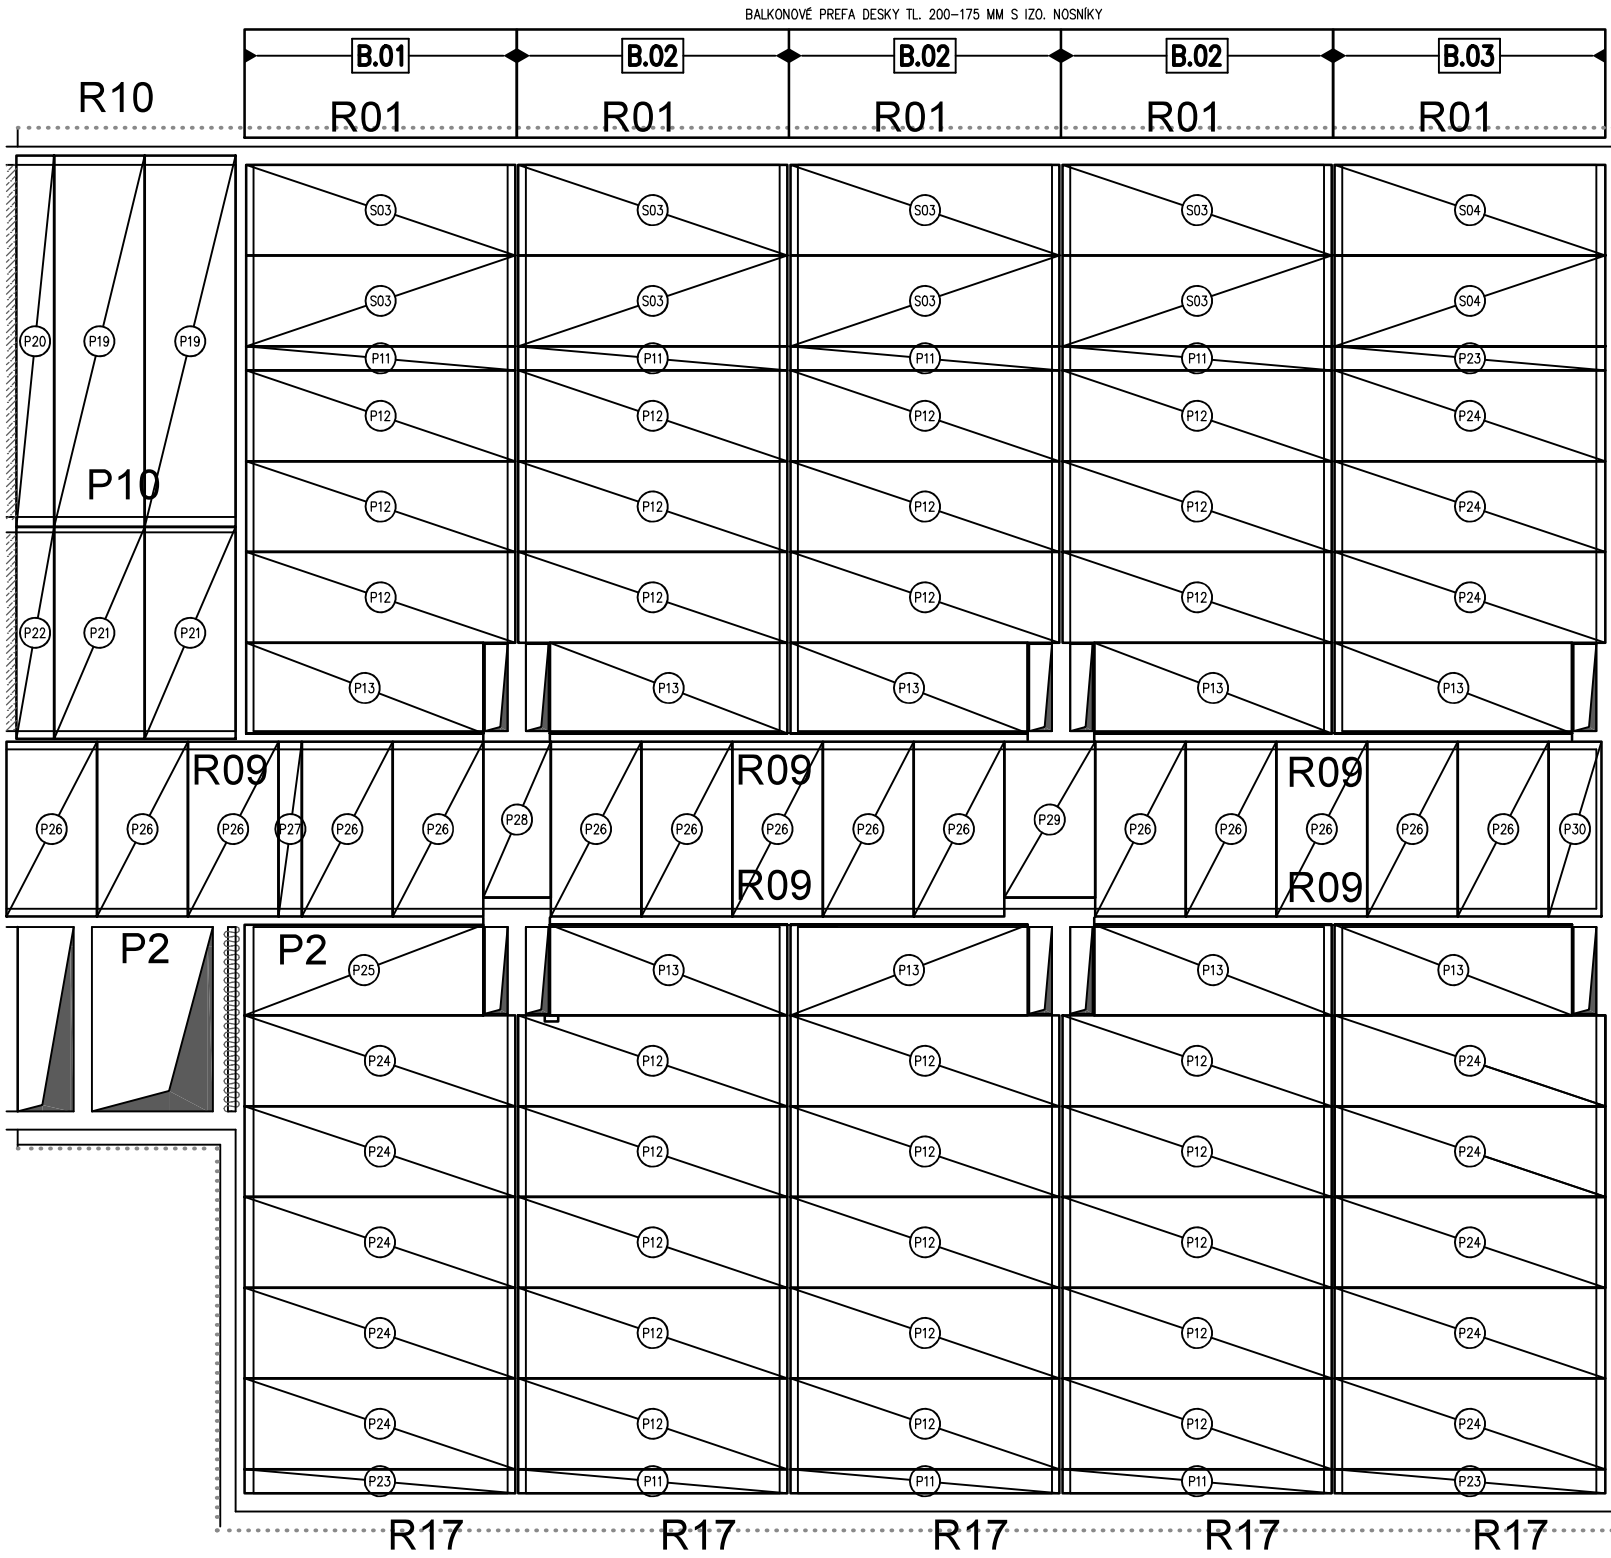 BALKONOVÉ PREFA DESKY TL. 200-175 MM S IZO. NOSNÍKY
B.01 B.02 B.02 B.02 B.03
R10
R01 R01 R01 R01 R01
S03 S03 S03 S03 S04
S03 S03 S03 S03 S04
P20 P19 P19
P11 P11 P11 P11 P23
P12 P12 P12 P12 P24
P10
P12 P12 P12 P12 P24
P12 P12 P12 P12 P24
P22 P21 P21
P13 P13 P13 P13 P13
R09 R09 R09
P26 P26 P26 P27 P26 P26 P28 P26 P26 P26 P26 P26 P29 P26 P26 P26 P26 P26 P30
R09 R09
P2 P2
P25 P13 P13 P13 P13
P24 P12 P12 P12 P24
P24 P12 P12 P12 P24
P24 P12 P12 P12 P24
P24 P12 P12 P12 P24
P24 P12 P12 P12 P24
P23 P11 P11 P11 P23
R17 R17 R17 R17 R17